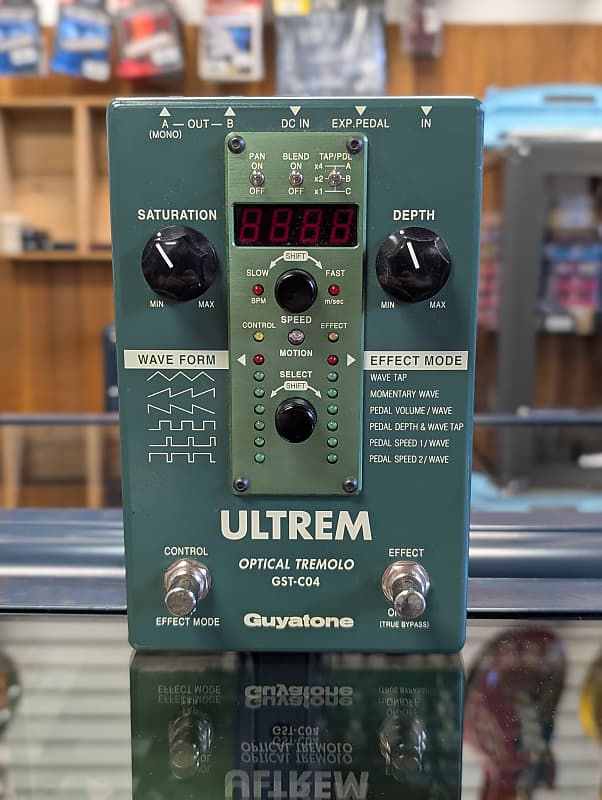 A — OUT — B DC IN EXP.PEDAL IN
(MONO)
PAN BLEND TAP/PDL
ON ON x4 A
x2 B
OFF OFF x1 C
8888
SATURATION DEPTH
SHIFT
SLOW FAST
BPM m/sec
MIN MAX MIN MAX
SPEED
CONTROL EFFECT
MOTION
WAVE FORM EFFECT MODE
SELECT
SHIFT
WAVE TAP
MOMENTARY WAVE
PEDAL VOLUME / WAVE
PEDAL DEPTH & WAVE TAP
PEDAL SPEED 1 / WAVE
PEDAL SPEED 2 / WAVE
ULTREM
OPTICAL TREMOLO
GST-C04
CONTROL EFFECT
EFFECT MODE
(TRUE BYPASS)
Guyatone